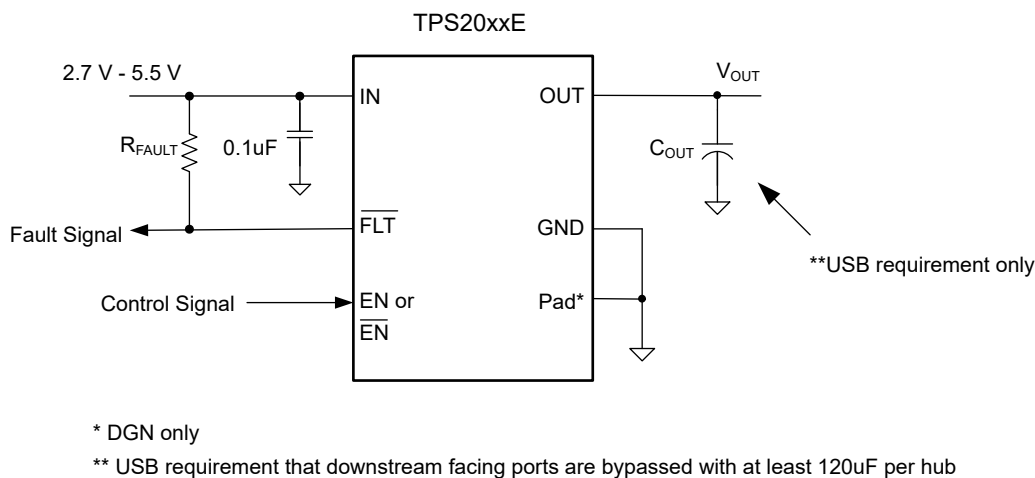 TPS20xxE
2.7 V - 5.5 V
VOUT
IN
OUT
RFAULT
0.1uF
COUT
FLT
GND
Fault Signal
**USB requirement only
Control Signal
EN or
EN
Pad*
* DGN only
** USB requirement that downstream facing ports are bypassed with at least 120uF per hub